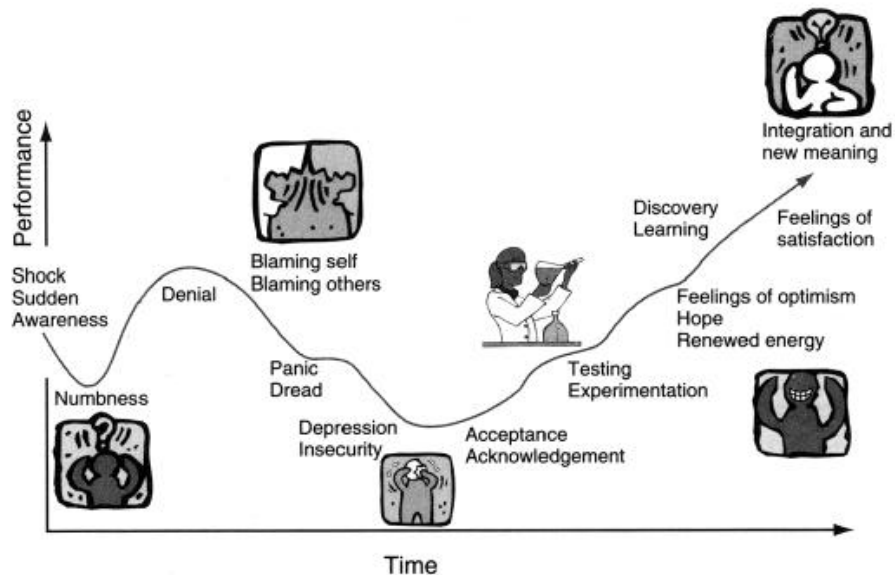 Performance
Shock
Sudden
Awareness
Numbness
Denial
Blaming self
Blaming others
Panic
Dread
Depression
Insecurity
Acceptance
Acknowledgement
Testing
Experimentation
Discovery
Learning
Feelings of optimism
Hope
Renewed energy
Feelings of
satisfaction
Integration and
new meaning
Time